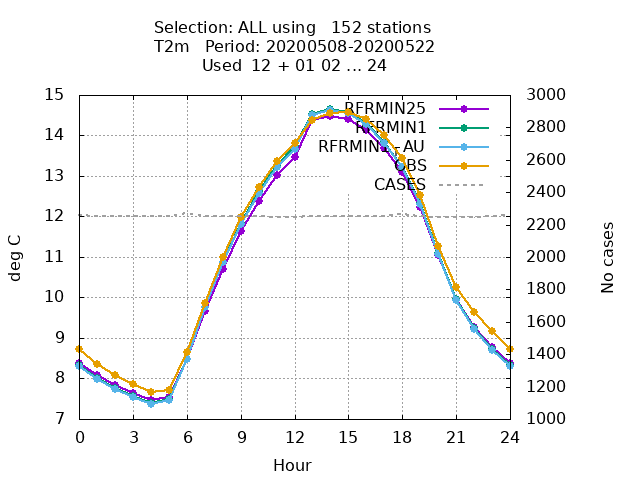 Selection: ALL using 152 stations
T2m Period: 20200508-20200522
Used 12 + 01 02 ... 24
15 3000
RFRMIN25
14 2800
RFRMIN1
RFRMIN1-AU
OBS
2600
13
CASES
2400
12 2200
deg C
No cases
11 2000
10 1800
1600
9
1400
8
1200
7 1000
0 3 6 9 12 15 18 21 24
Hour